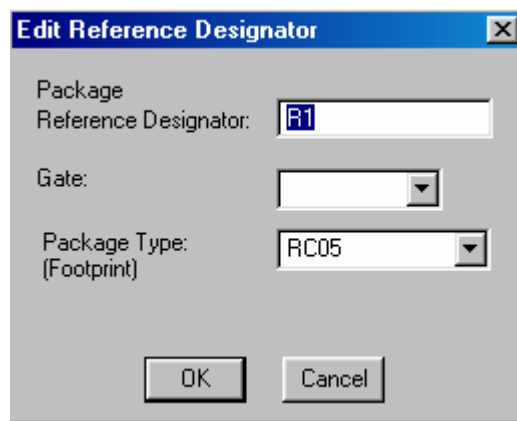 Edit Reference Designator
Package
Reference Designator: R1
Gate:
Package Type: RC05
(Footprint)
OK Cancel